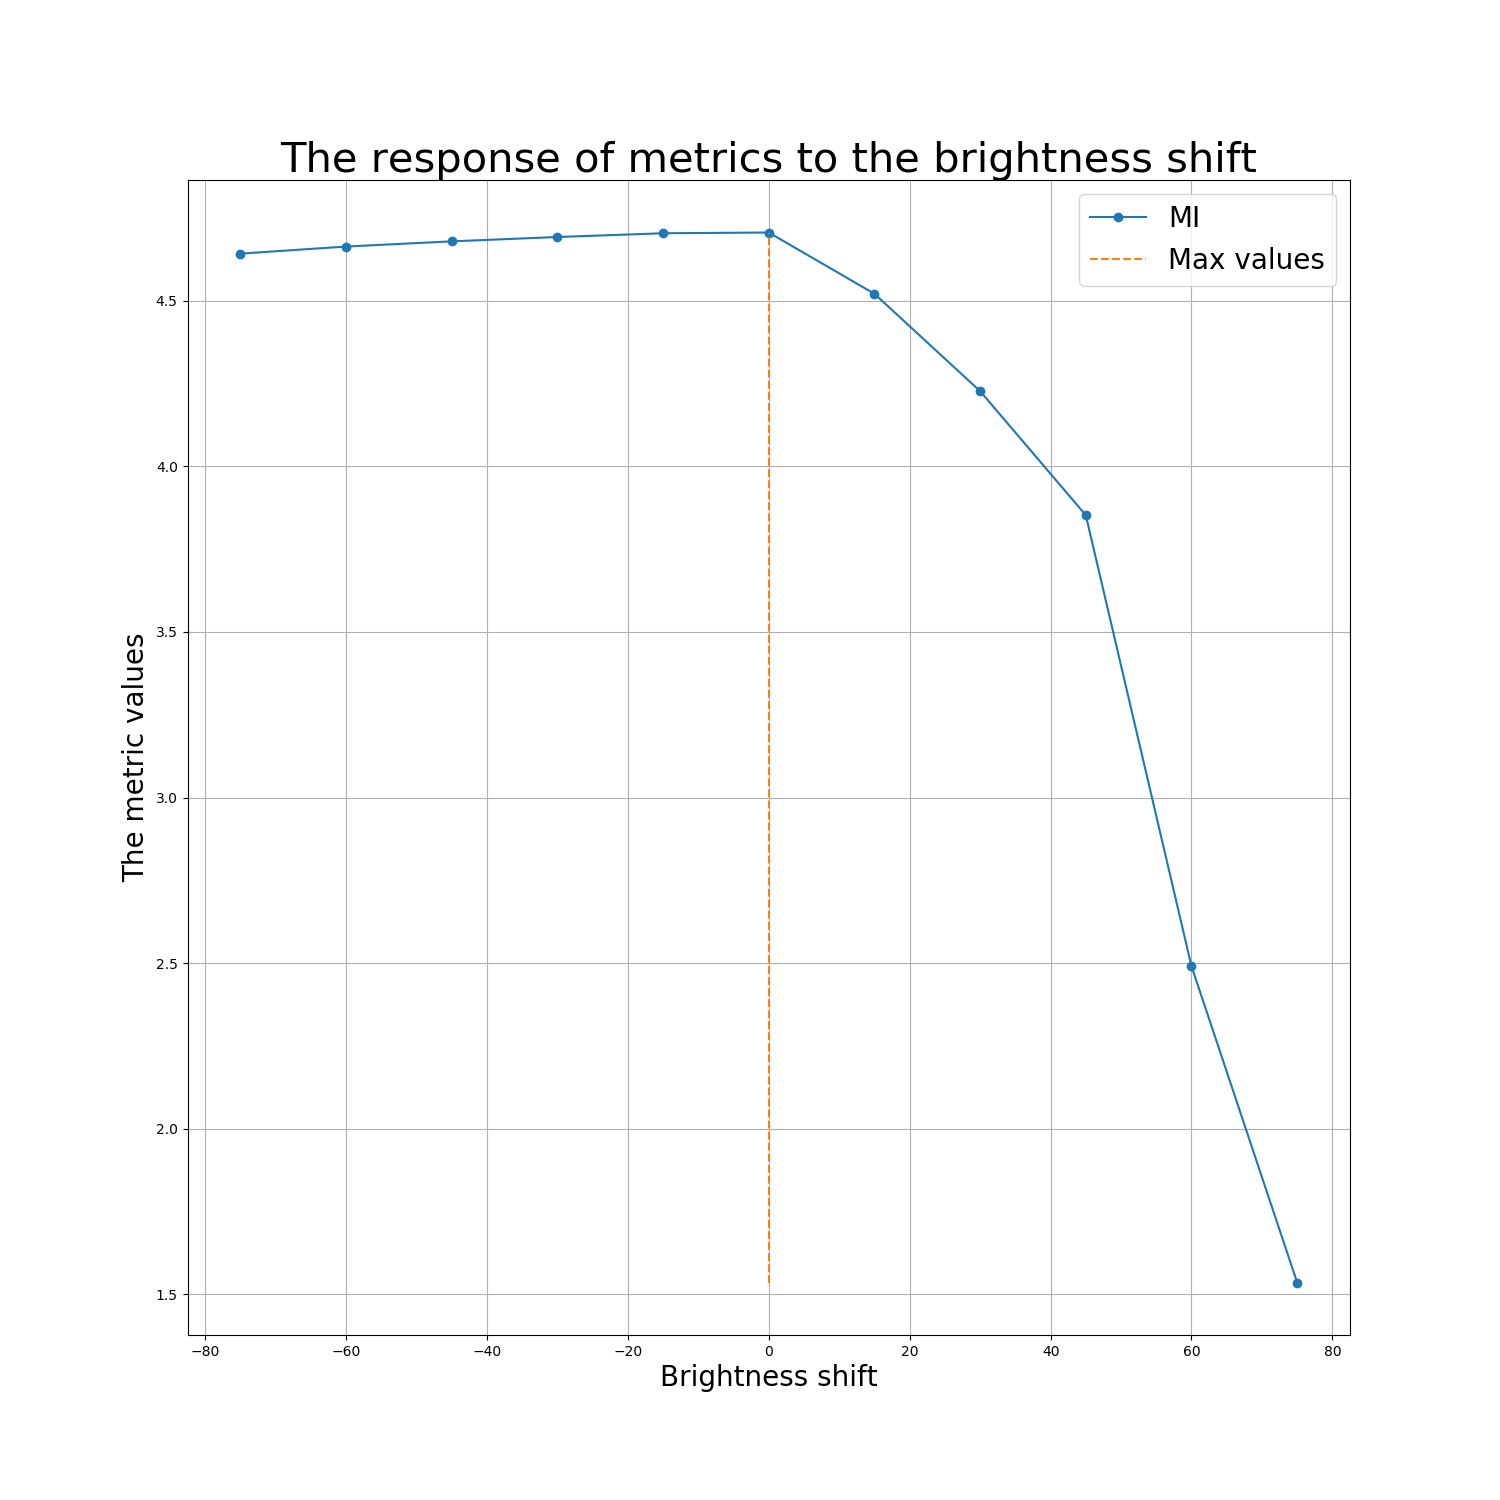 The response of metrics to the brightness shift
MI
Max values
4.5
4.0
3.5
3.0
2.5
2.0
1.5
The metric values
−80 −60 −40 −20 0 20 40 60 80
Brightness shift